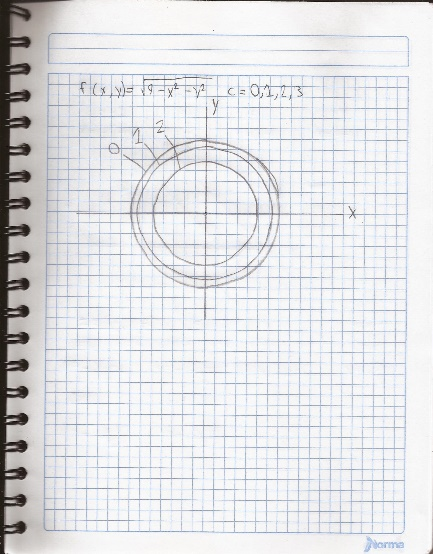 f(x,y)=√9-x²-y² c=0,1,2,3
y
2
1
0
x
Norma